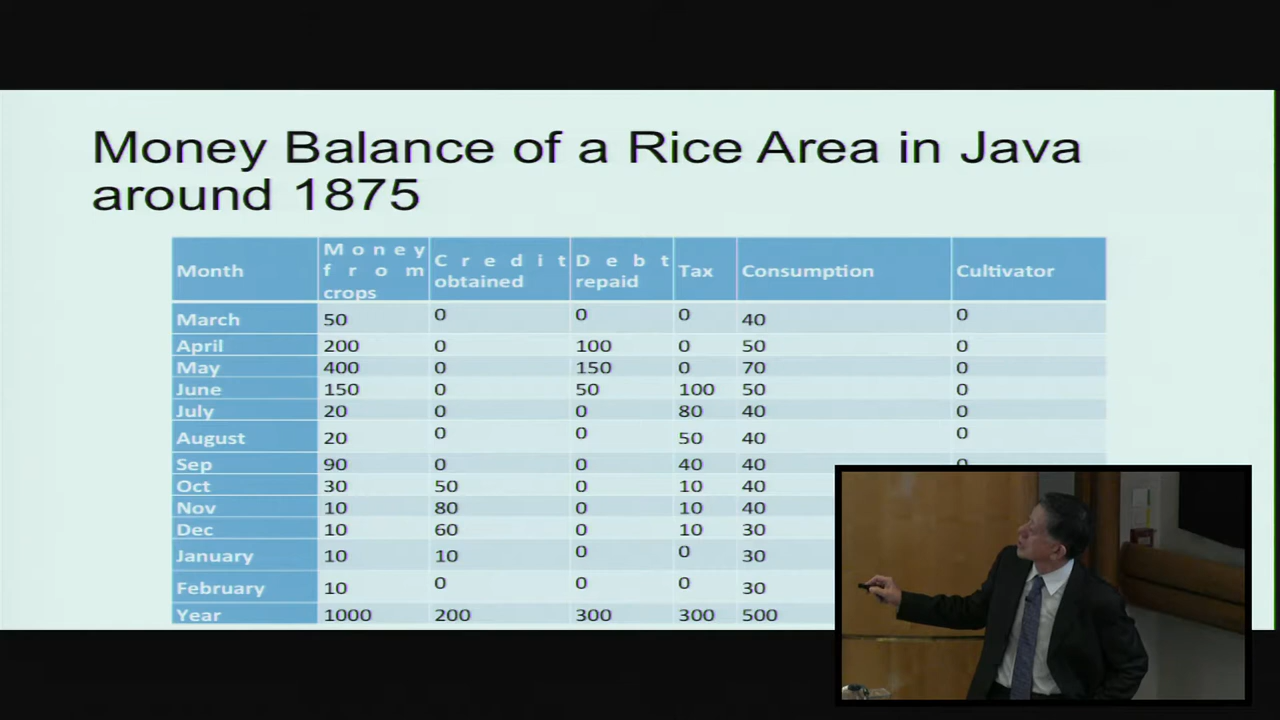 Money Balance of a Rice Area in Java
around 1875
Month Money from crops Credit obtained Debt repaid Tax Consumption Cultivator
March 50 0 0 0 40 0
April 200 0 100 0 50 0
May 400 0 150 0 70 0
June 150 0 50 100 50 0
July 20 0 0 80 40 0
August 20 0 0 50 40 0
Sep 90 0 0 40 40 0
Oct 30 50 0 10 40
Nov 10 80 0 10 40
Dec 10 60 0 10 30
January 10 10 0 0 30
February 10 0 0 0 30
Year 1000 200 300 300 500